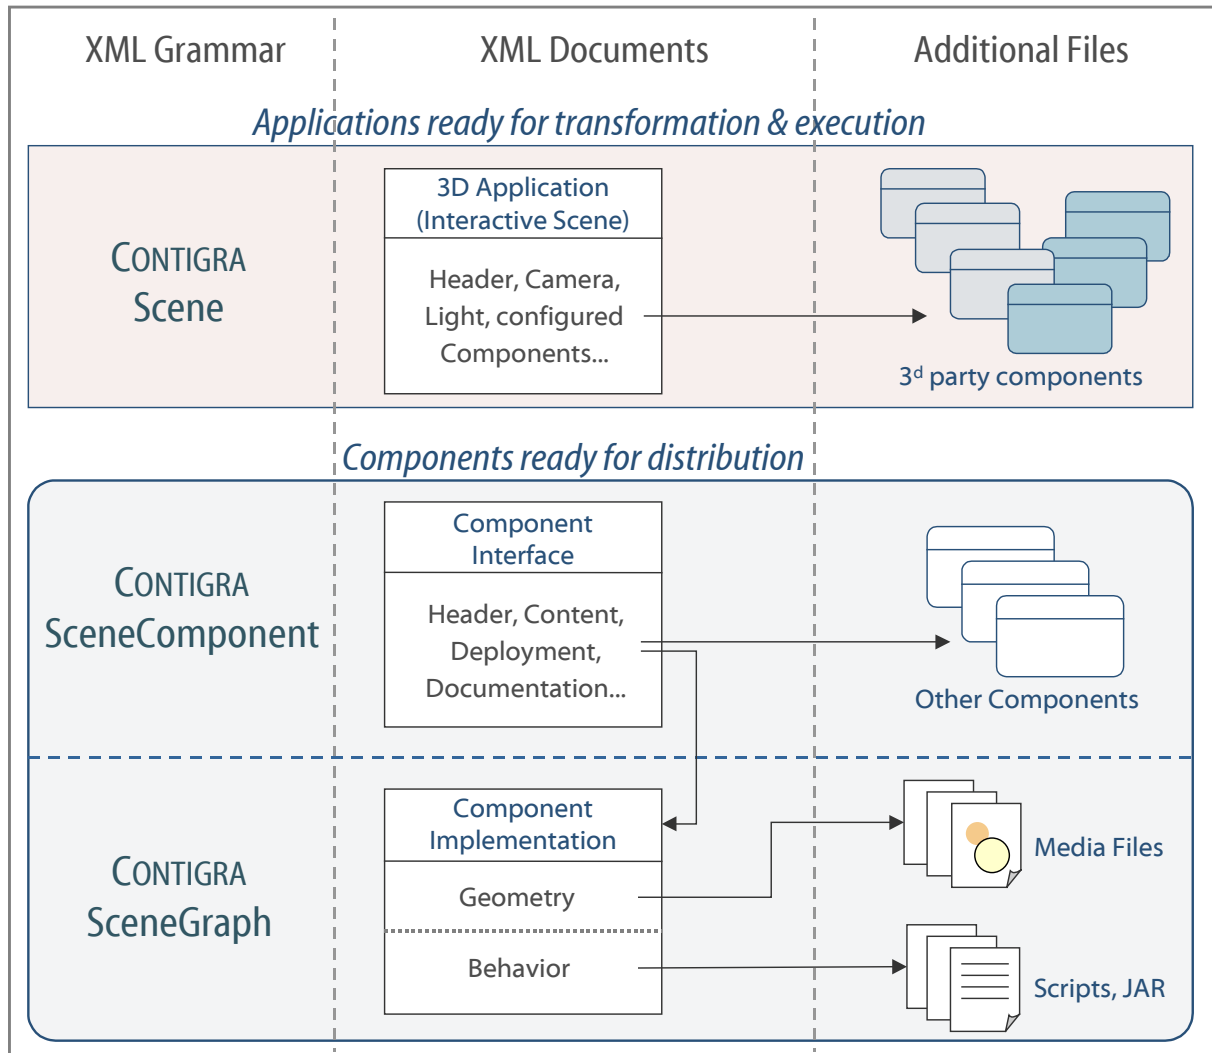 XML Grammar
XML Documents
Additional Files
Applications ready for transformation & execution
CONTIGRA
Scene
3D Application
(Interactive Scene)
Header, Camera,
Light, configured
Components...
3d party components
Components ready for distribution
CONTIGRA
SceneComponent
Component
Interface
Header, Content,
Deployment,
Documentation...
Other Components
CONTIGRA
SceneGraph
Component
Implementation
Geometry
Behavior
Media Files
Scripts, JAR